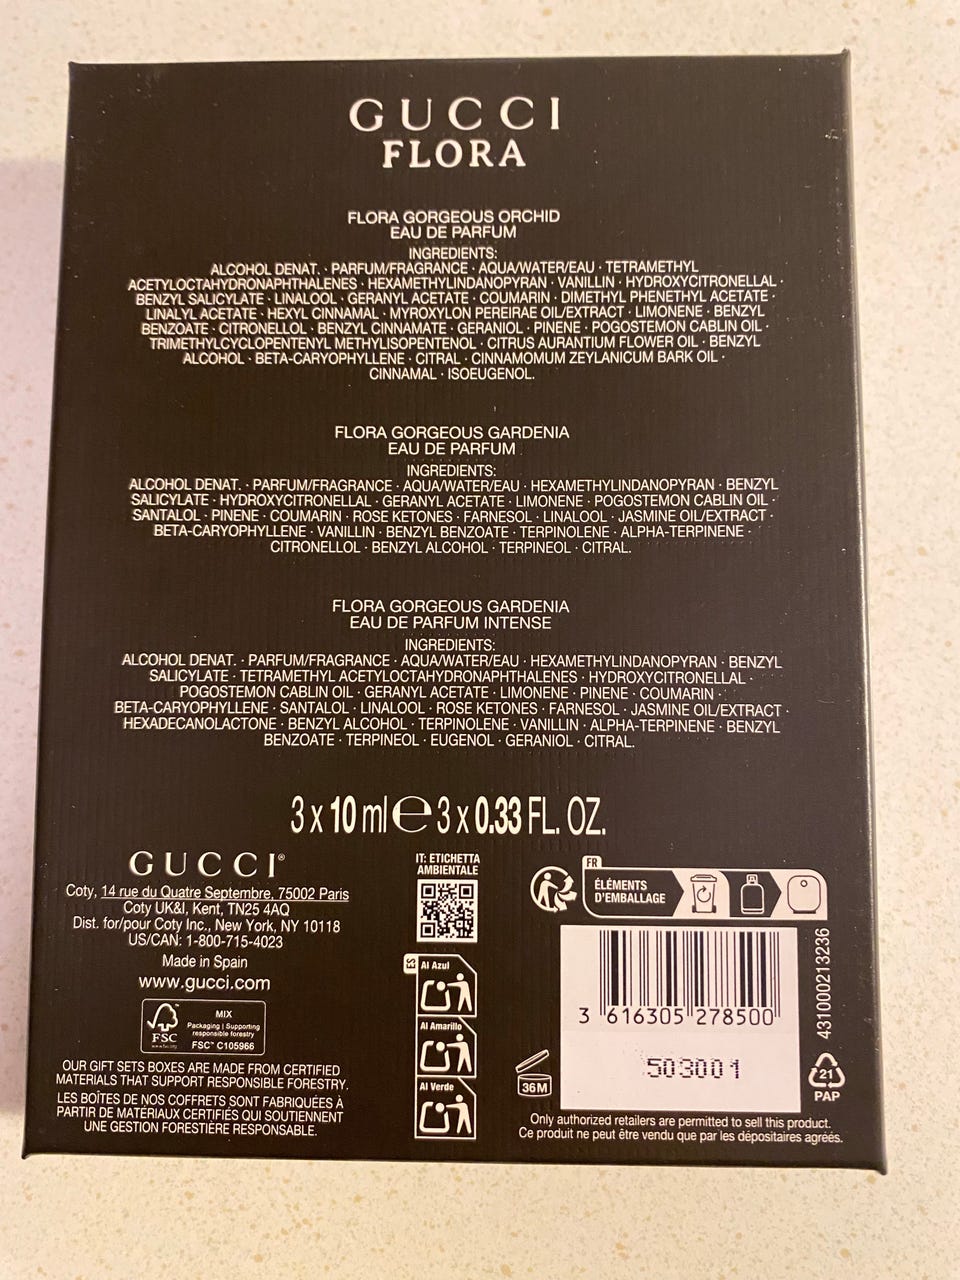 GUCCI
FLORA
FLORA GORGEOUS ORCHID
EAU DE PARFUM
INGREDIENTS:
ALCOHOL DENAT. · PARFUM/FRAGRANCE · AQUA/WATER/EAU · TETRAMETHYL
ACETYLOCTAHYDRONAPHTHALENES · HEXAMETHYLINDANOPYRAN · VANILLIN · HYDROXYCITRONELLAL ·
BENZYL SALICYLATE · LINALOOL · GERANYL ACETATE · COUMARIN · DIMETHYL PHENETHYL ACETATE ·
LINALYL ACETATE · HEXYL CINNAMAL · MYROXYLON PEREIRAE OIL/EXTRACT · LIMONENE · BENZYL
BENZOATE · CITRONELLOL · BENZYL CINNAMATE · GERANIOL · PINENE · POGOSTEMON CABLIN OIL ·
TRIMETHYLCYCLOPENTENYL METHYLISOPENTENOL · CITRUS AURANTIUM FLOWER OIL · BENZYL
ALCOHOL · BETA-CARYOPHYLLENE · CITRAL · CINNAMOMUM ZEYLANICUM BARK OIL ·
CINNAMAL · ISOEUGENOL.
FLORA GORGEOUS GARDENIA
EAU DE PARFUM
INGREDIENTS:
ALCOHOL DENAT. · PARFUM/FRAGRANCE · AQUA/WATER/EAU · HEXAMETHYLINDANOPYRAN · BENZYL
SALICYLATE · HYDROXYCITRONELLAL · GERANYL ACETATE · LIMONENE · POGOSTEMON CABLIN OIL ·
SANTALOL · PINENE · COUMARIN · ROSE KETONES · FARNESOL · LINALOOL · JASMINE OIL/EXTRACT ·
BETA-CARYOPHYLLENE · VANILLIN · BENZYL BENZOATE · TERPINOLENE · ALPHA-TERPINENE ·
CITRONELLOL · BENZYL ALCOHOL · TERPINEOL · CITRAL.
FLORA GORGEOUS GARDENIA
EAU DE PARFUM INTENSE
INGREDIENTS:
ALCOHOL DENAT. · PARFUM/FRAGRANCE · AQUA/WATER/EAU · HEXAMETHYLINDANOPYRAN · BENZYL
SALICYLATE · TETRAMETHYL ACETYLOCTAHYDRONAPHTHALENES · HYDROXYCITRONELLAL ·
POGOSTEMON CABLIN OIL · GERANYL ACETATE · LIMONENE · PINENE · COUMARIN ·
BETA-CARYOPHYLLENE · SANTALOL · LINALOOL · ROSE KETONES · FARNESOL · JASMINE OIL/EXTRACT ·
HEXADECANOLACTONE · BENZYL ALCOHOL · TERPINOLENE · VANILLIN · ALPHA-TERPINENE · BENZYL
BENZOATE · TERPINEOL · EUGENOL · GERANIOL · CITRAL.
3 x 10 ml ℮ 3 x 0.33 FL. OZ.
GUCCI®
Coty, 14 rue du Quatre Septembre, 75002 Paris
Coty UK&I, Kent, TN25 4AQ
Dist. for/pour Coty Inc., New York, NY 10118
US/CAN: 1-800-715-4023
Made in Spain
www.gucci.com
FSC
MIX
Packaging | Supporting
responsible forestry
FSC™ C105966
OUR GIFT SETS BOXES ARE MADE FROM CERTIFIED
MATERIALS THAT SUPPORT RESPONSIBLE FORESTRY.
LES BOÎTES DE NOS COFFRETS SONT FABRIQUÉES À
PARTIR DE MATÉRIAUX CERTIFIÉS QUI SOUTIENNENT
UNE GESTION FORESTIÈRE RESPONSABLE.
IT: ETICHETTA
AMBIENTALE
ES
Al Azul
Al Amarillo
Al Verde
FR
ÉLÉMENTS
D'EMBALLAGE
3 616305 278500
503001
431000213236
36M
21
PAP
Only authorized retailers are permitted to sell this product.
Ce produit ne peut être vendu que par les dépositaires agréés.